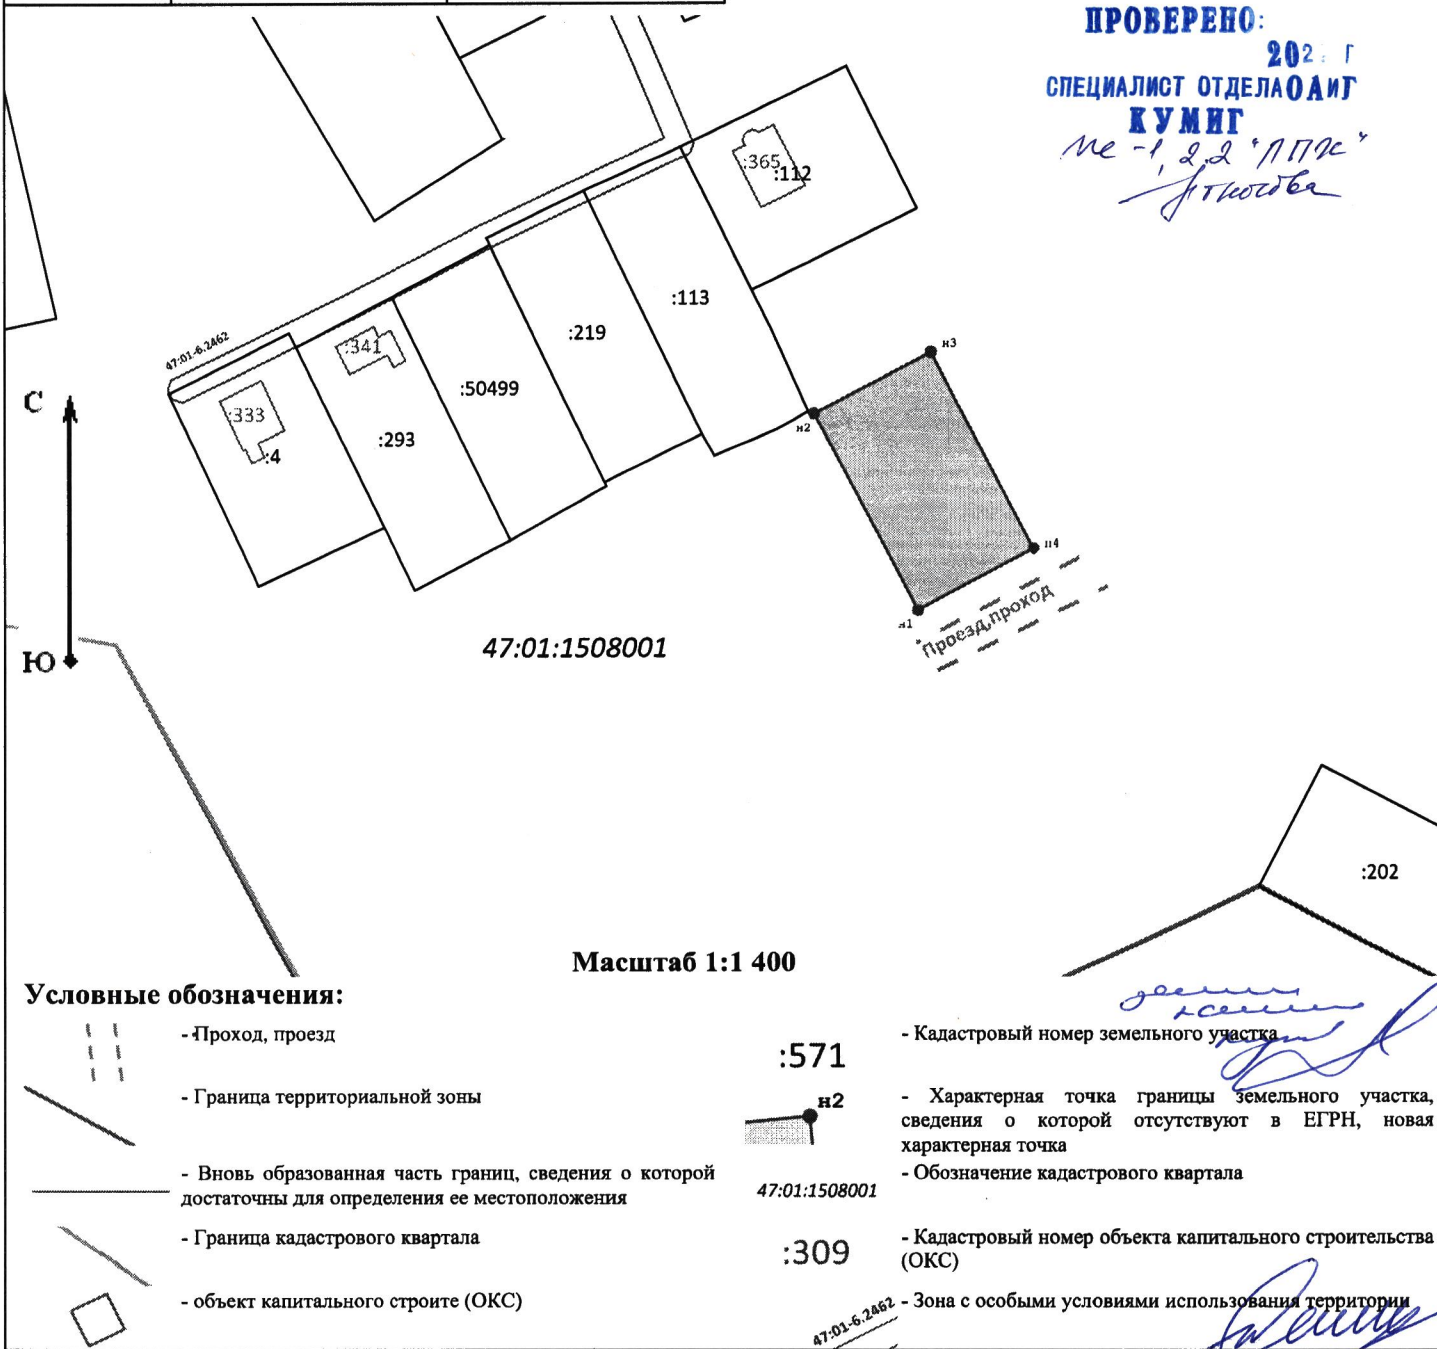 ПРОВЕРЕНО:
202 Г
СПЕЦИАЛИСТ ОТДЕЛА ОАиГ
КУМИГ
"ЛПХ"
:365
:112
:113
:219
47:01-6.2462
:341
:50499
:333
:293
:4
н3
н2
С
н4
н1
Проезд,проход
47:01:1508001
Ю
:202
Масштаб 1:1 400
Условные обозначения:
- Проход, проезд
- Граница территориальной зоны
- Вновь образованная часть границ, сведения о которой
достаточны для определения ее местоположения
- Граница кадастрового квартала
- объект капитального строите (ОКС)
:571
- Кадастровый номер земельного участка
н2
- Характерная точка границы земельного участка,
сведения о которой отсутствуют в ЕГРН, новая
характерная точка
47:01:1508001
- Обозначение кадастрового квартала
:309
- Кадастровый номер объекта капитального строительства
(ОКС)
47:01-6.2462
- Зона с особыми условиями использования территории